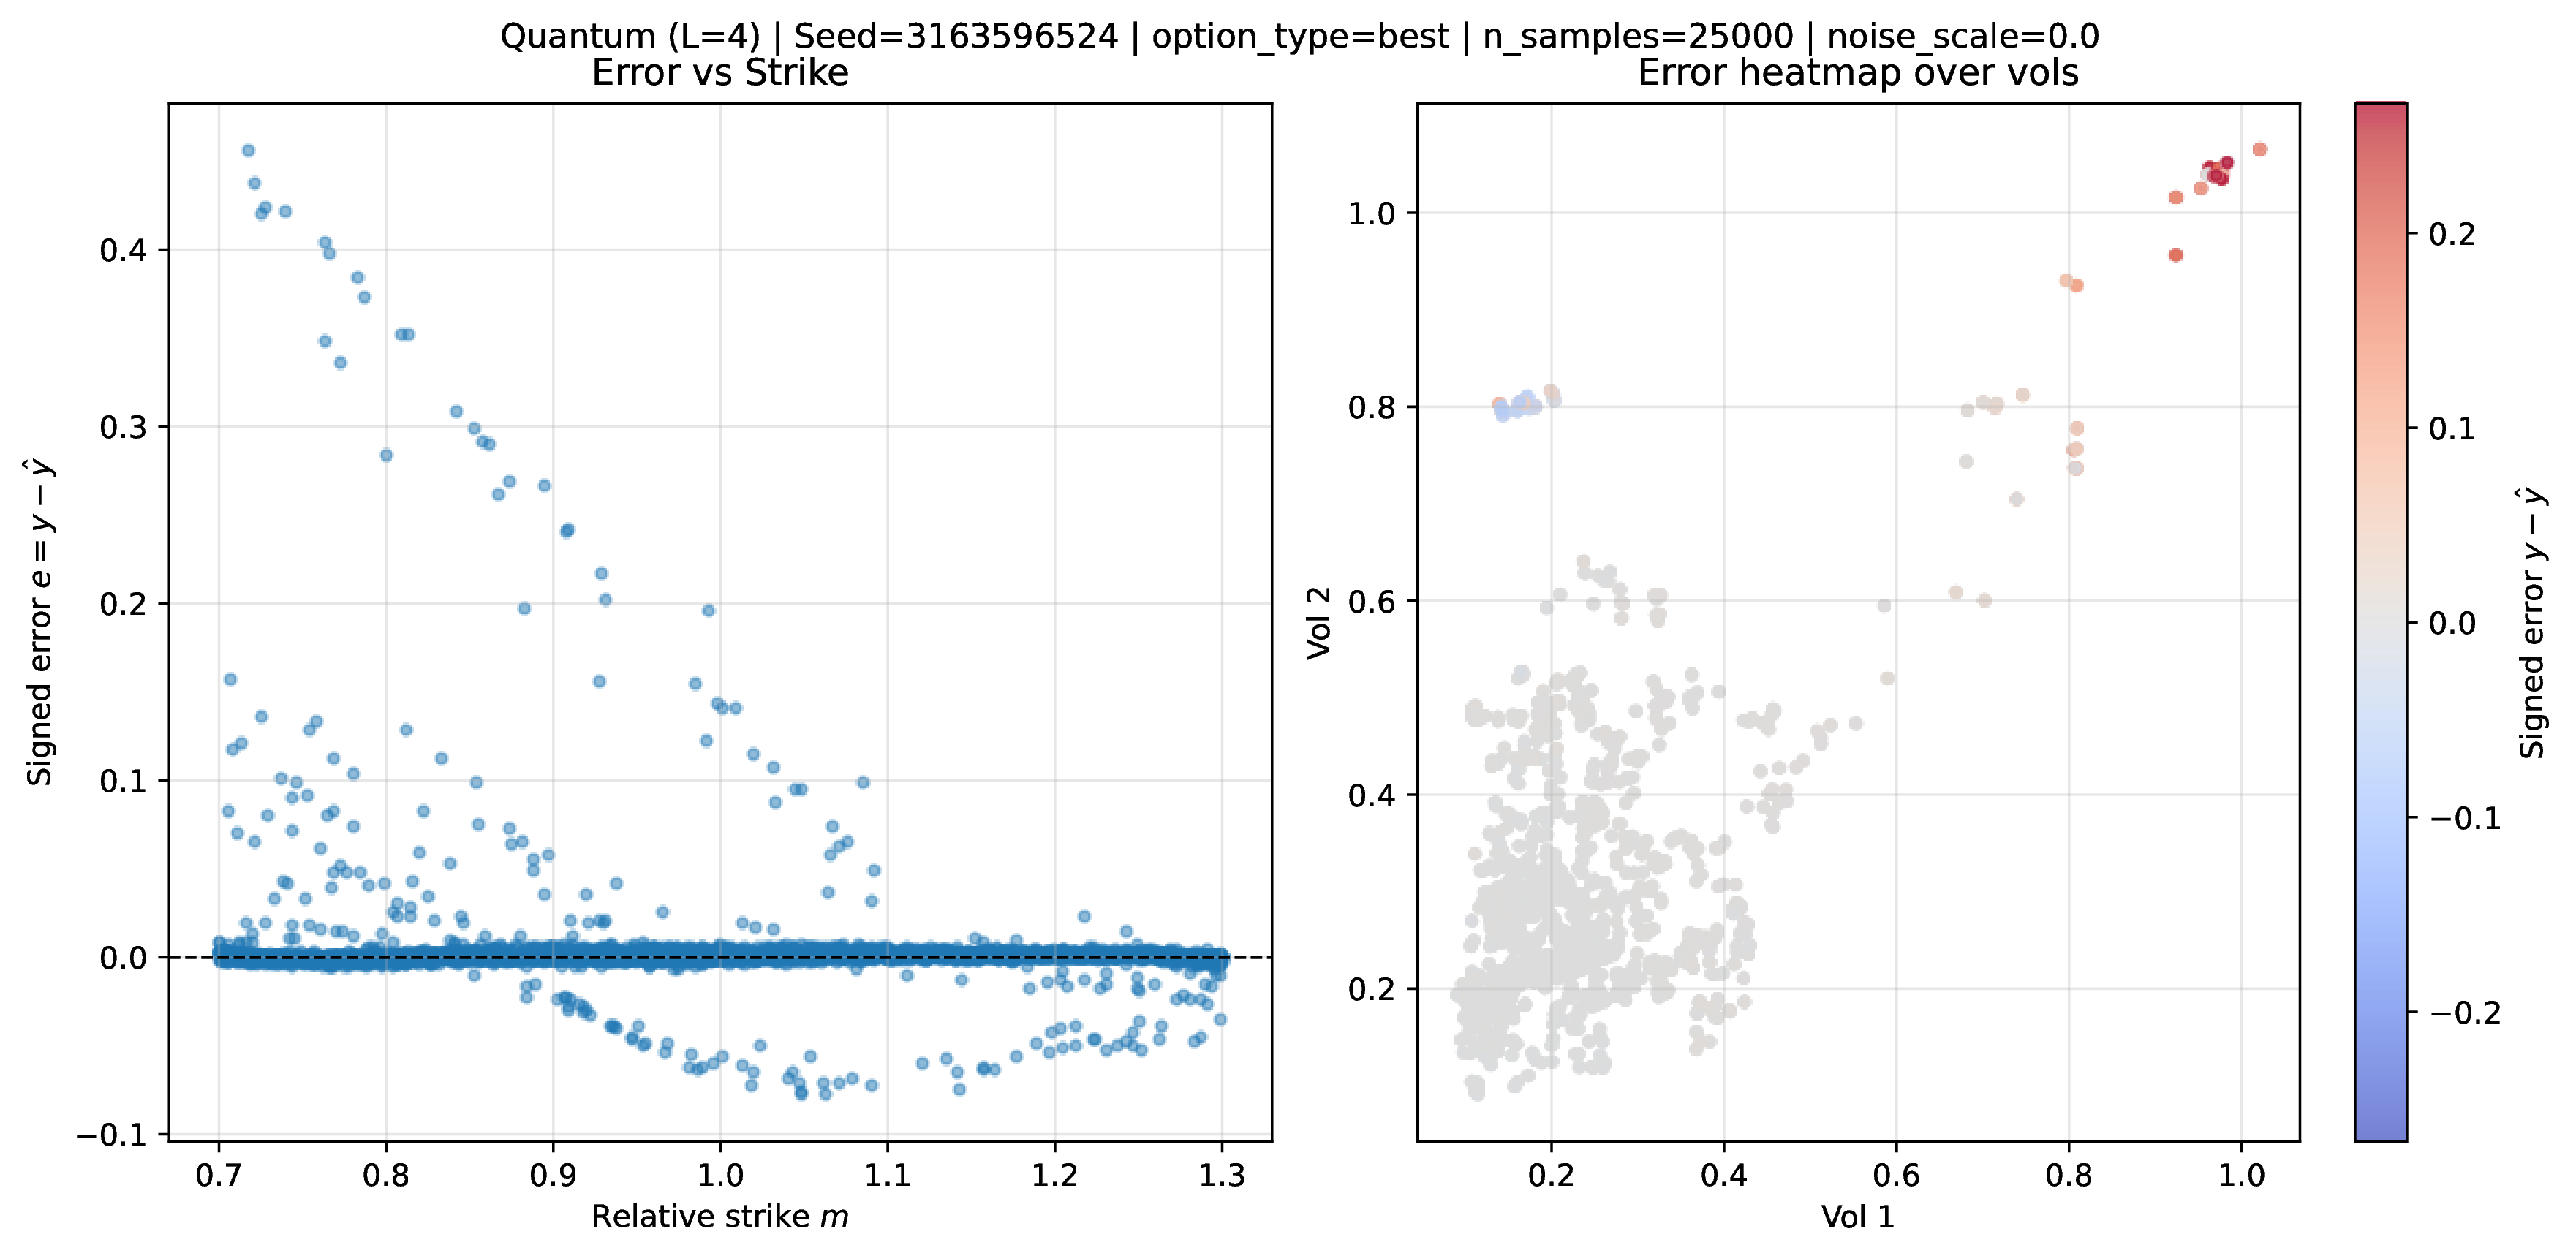 Quantum (L=4) | Seed=3163596524 | option_type=best | n_samples=25000 | noise_scale=0.0
Error vs Strike
Signed error e = y − ŷ
0.4
0.3
0.2
0.1
0.0
−0.1
0.7 0.8 0.9 1.0 1.1 1.2 1.3
Relative strike m
Error heatmap over vols
Vol 2
1.0
0.8
0.6
0.4
0.2
0.2 0.4 0.6 0.8 1.0
Vol 1
0.2
0.1
0.0
−0.1
−0.2
Signed error y − ŷ